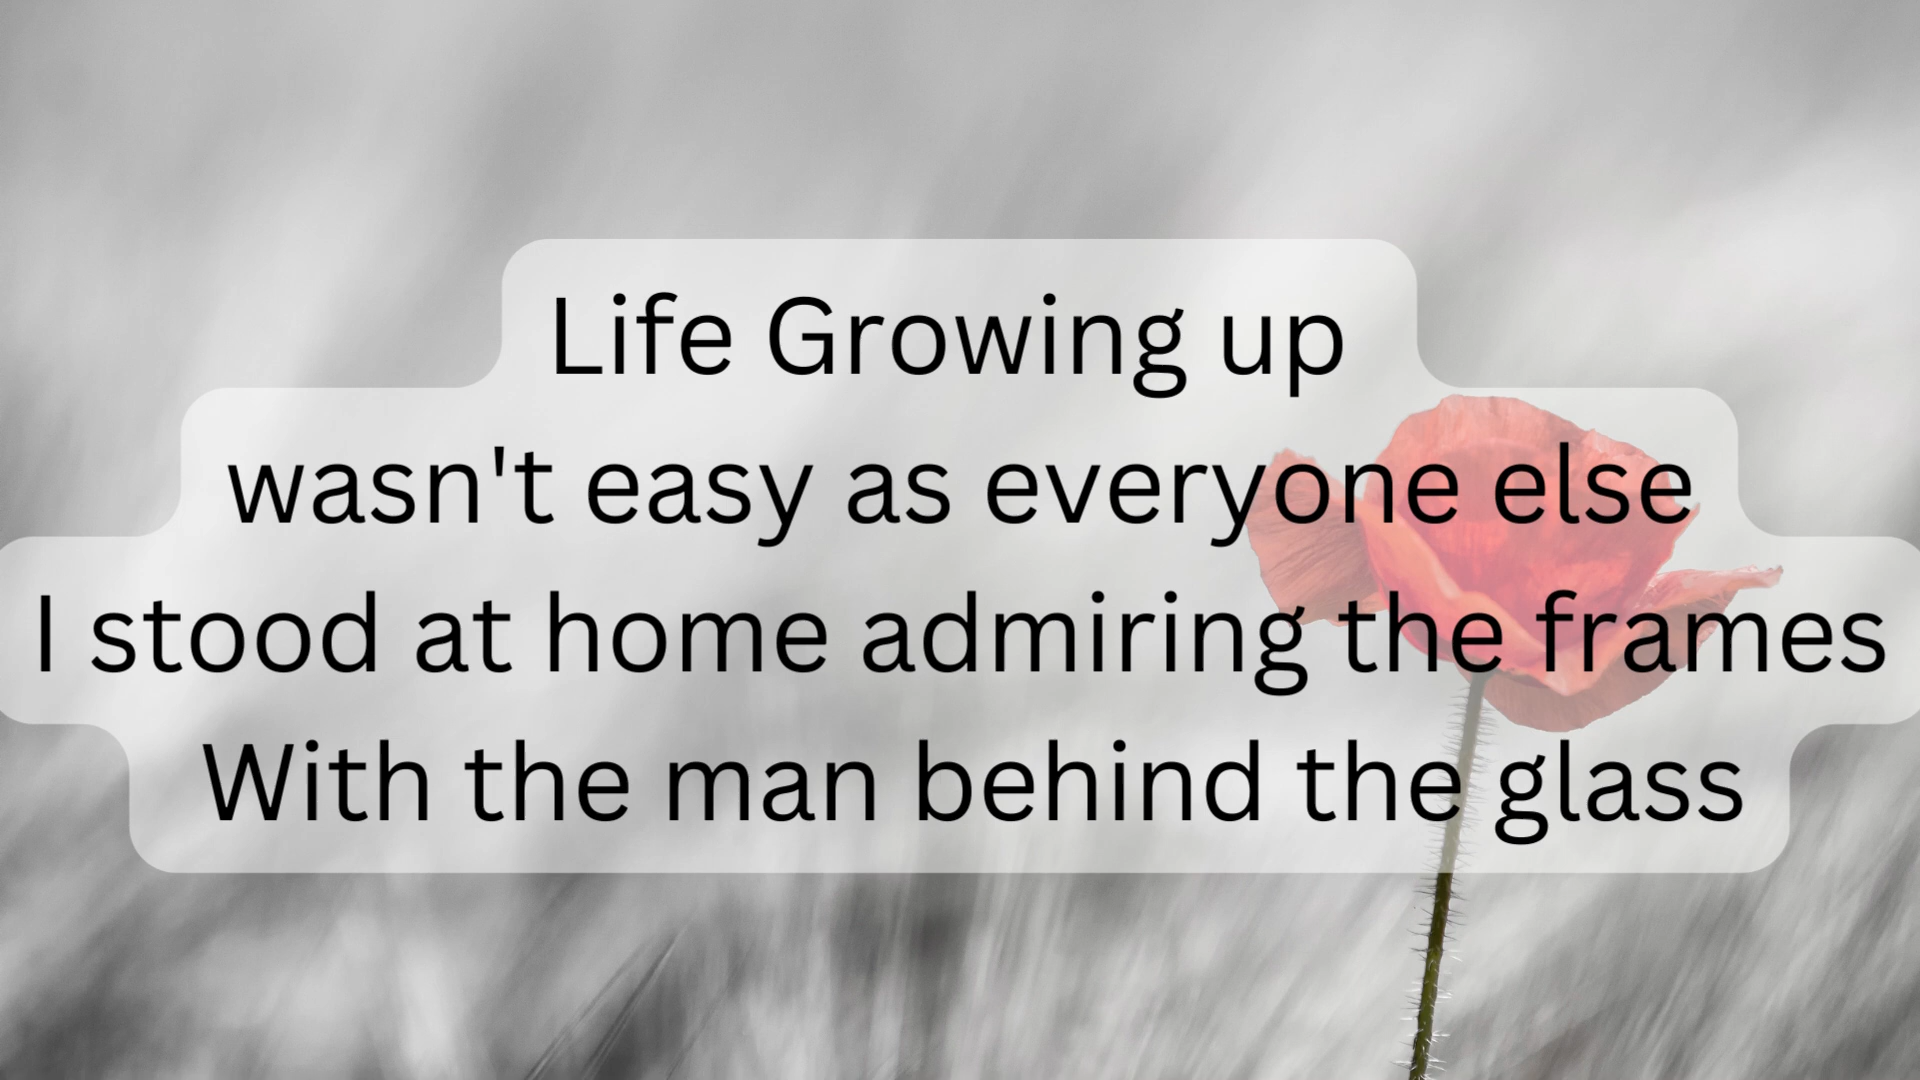 Life Growing up
wasn't easy as everyone else
I stood at home admiring the frames
With the man behind the glass